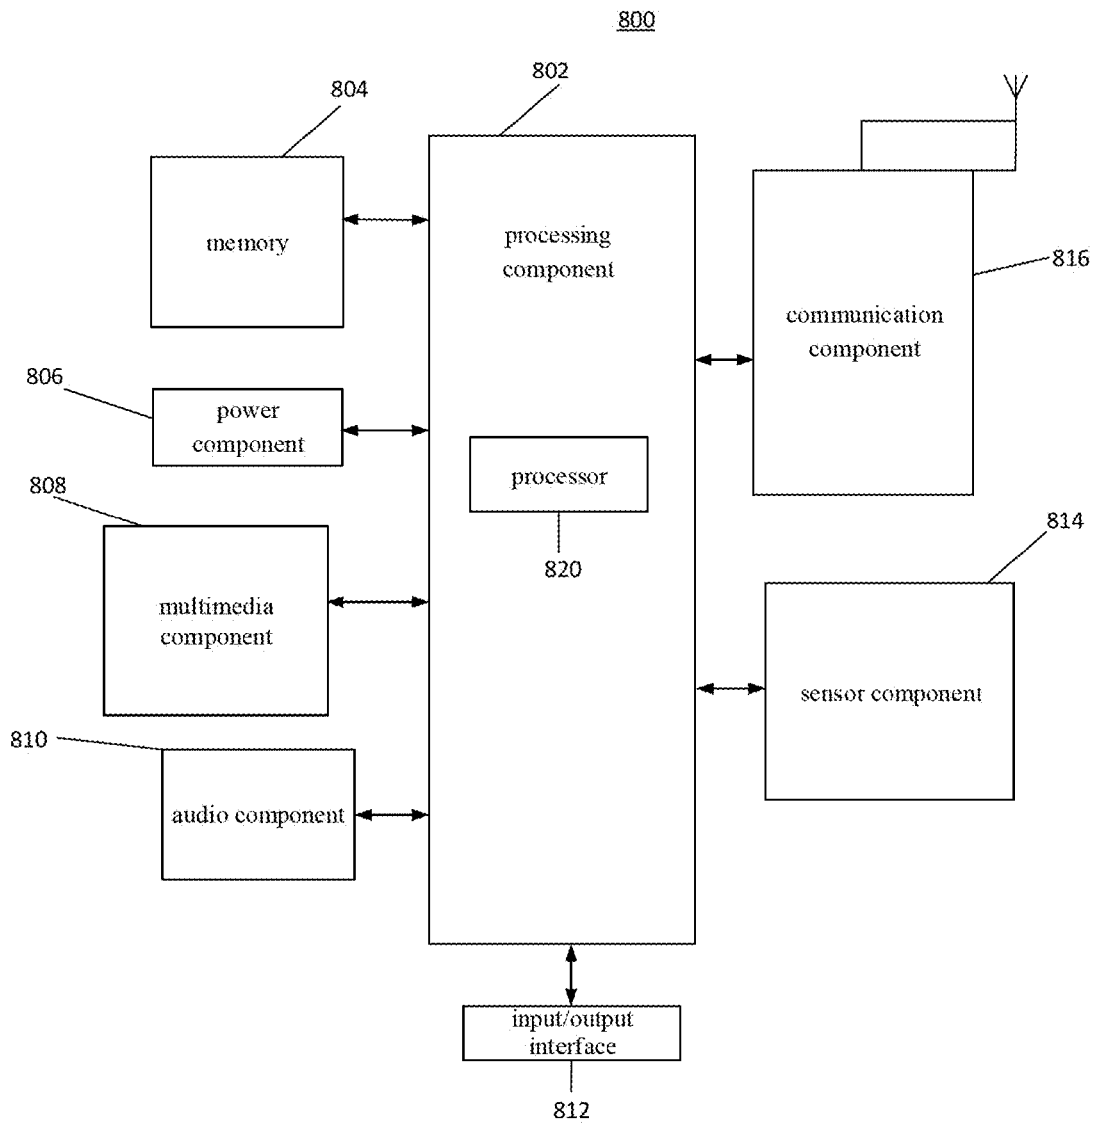 800
802
804
memory
processing
component
816
communication
component
806
power
component
808
processor
820
814
multimedia
component
sensor component
810
audio component
input/output
interface
812